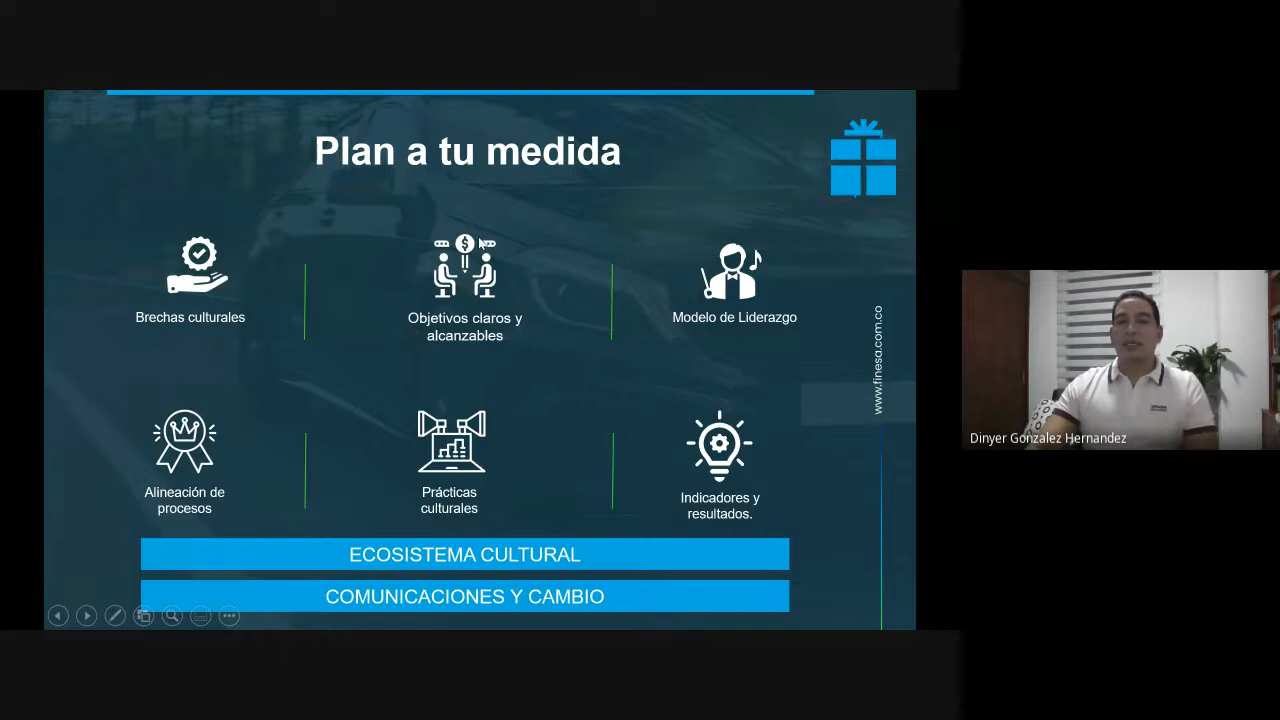 Plan a tu medida
Brechas culturales
Objetivos claros y
alcanzables
Modelo de Liderazgo
www.finesa.com.co
Alineación de
procesos
Prácticas
culturales
Indicadores y
resultados.
ECOSISTEMA CULTURAL
COMUNICACIONES Y CAMBIO
Dinyer Gonzalez Hernandez